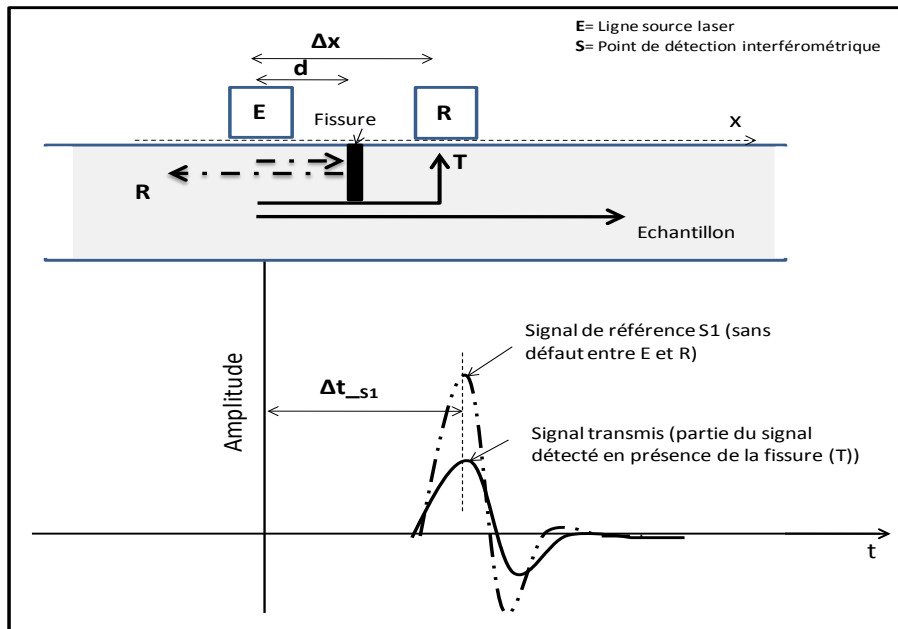 E= Ligne source laser
S= Point de détection interférométrique
Δx
d
E
R
Fissure
x
T
R
Echantillon
Signal de référence S1 (sans
défaut entre E et R)
Δt_S1
Amplitude
Signal transmis (partie du signal
détecté en présence de la fissure (T))
t